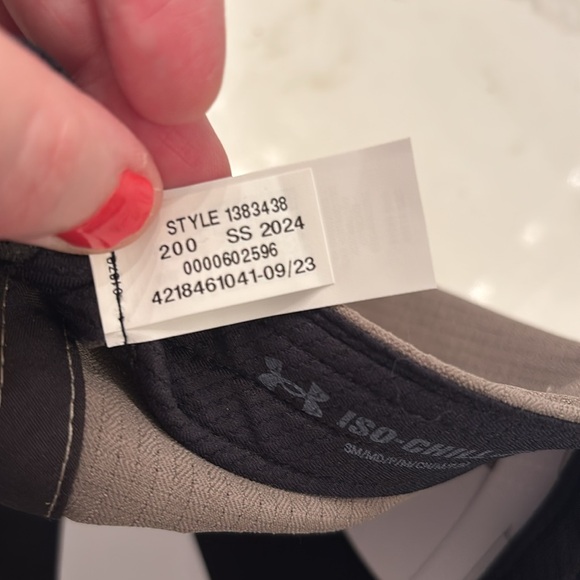 STYLE 1383438
200 SS 2024
0000602596
4218461041-09/23
ISO-CHILL